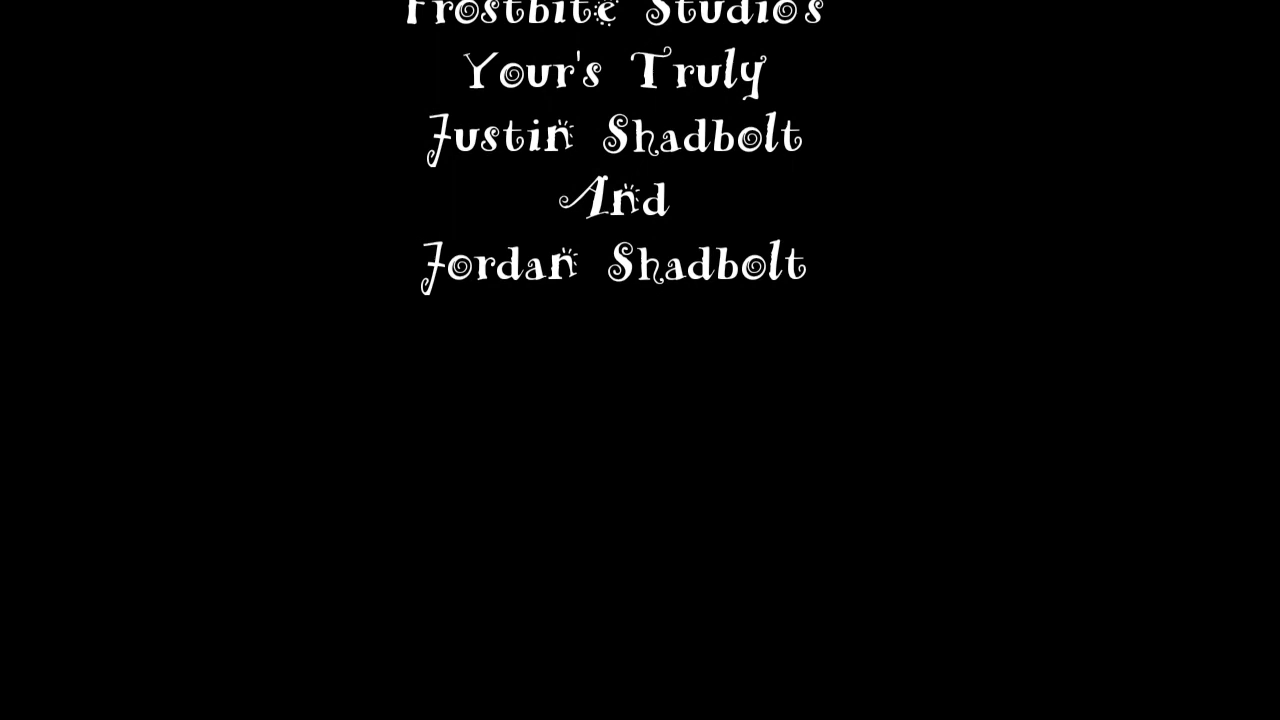 Frostbite Studios
Your's Truly
Justin Shadbolt
And
Jordan Shadbolt